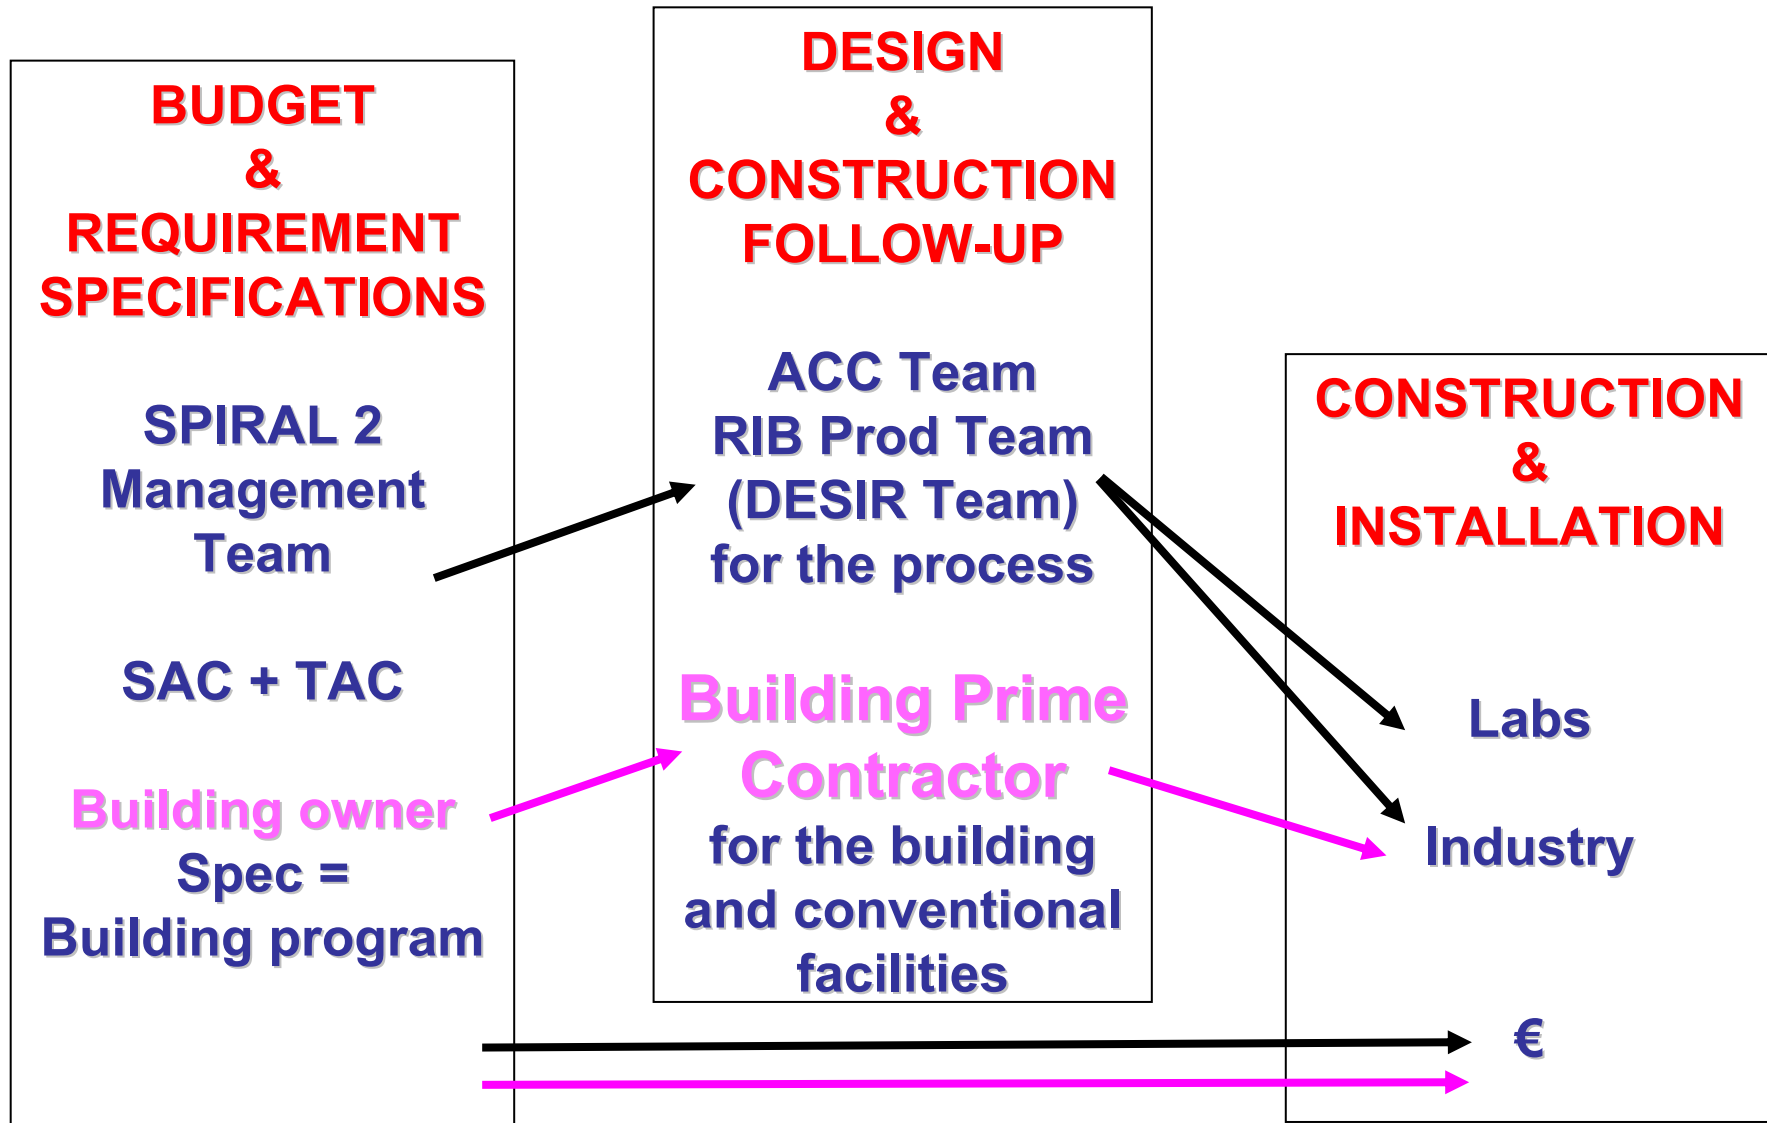 BUDGET
&
REQUIREMENT
SPECIFICATIONS
SPIRAL 2
Management
Team
SAC + TAC
Building owner
Spec =
Building program
DESIGN
&
CONSTRUCTION
FOLLOW-UP
ACC Team
RIB Prod Team
(DESIR Team)
for the process
Building Prime
Contractor
for the building
and conventional
facilities
CONSTRUCTION
&
INSTALLATION
Labs
Industry
€